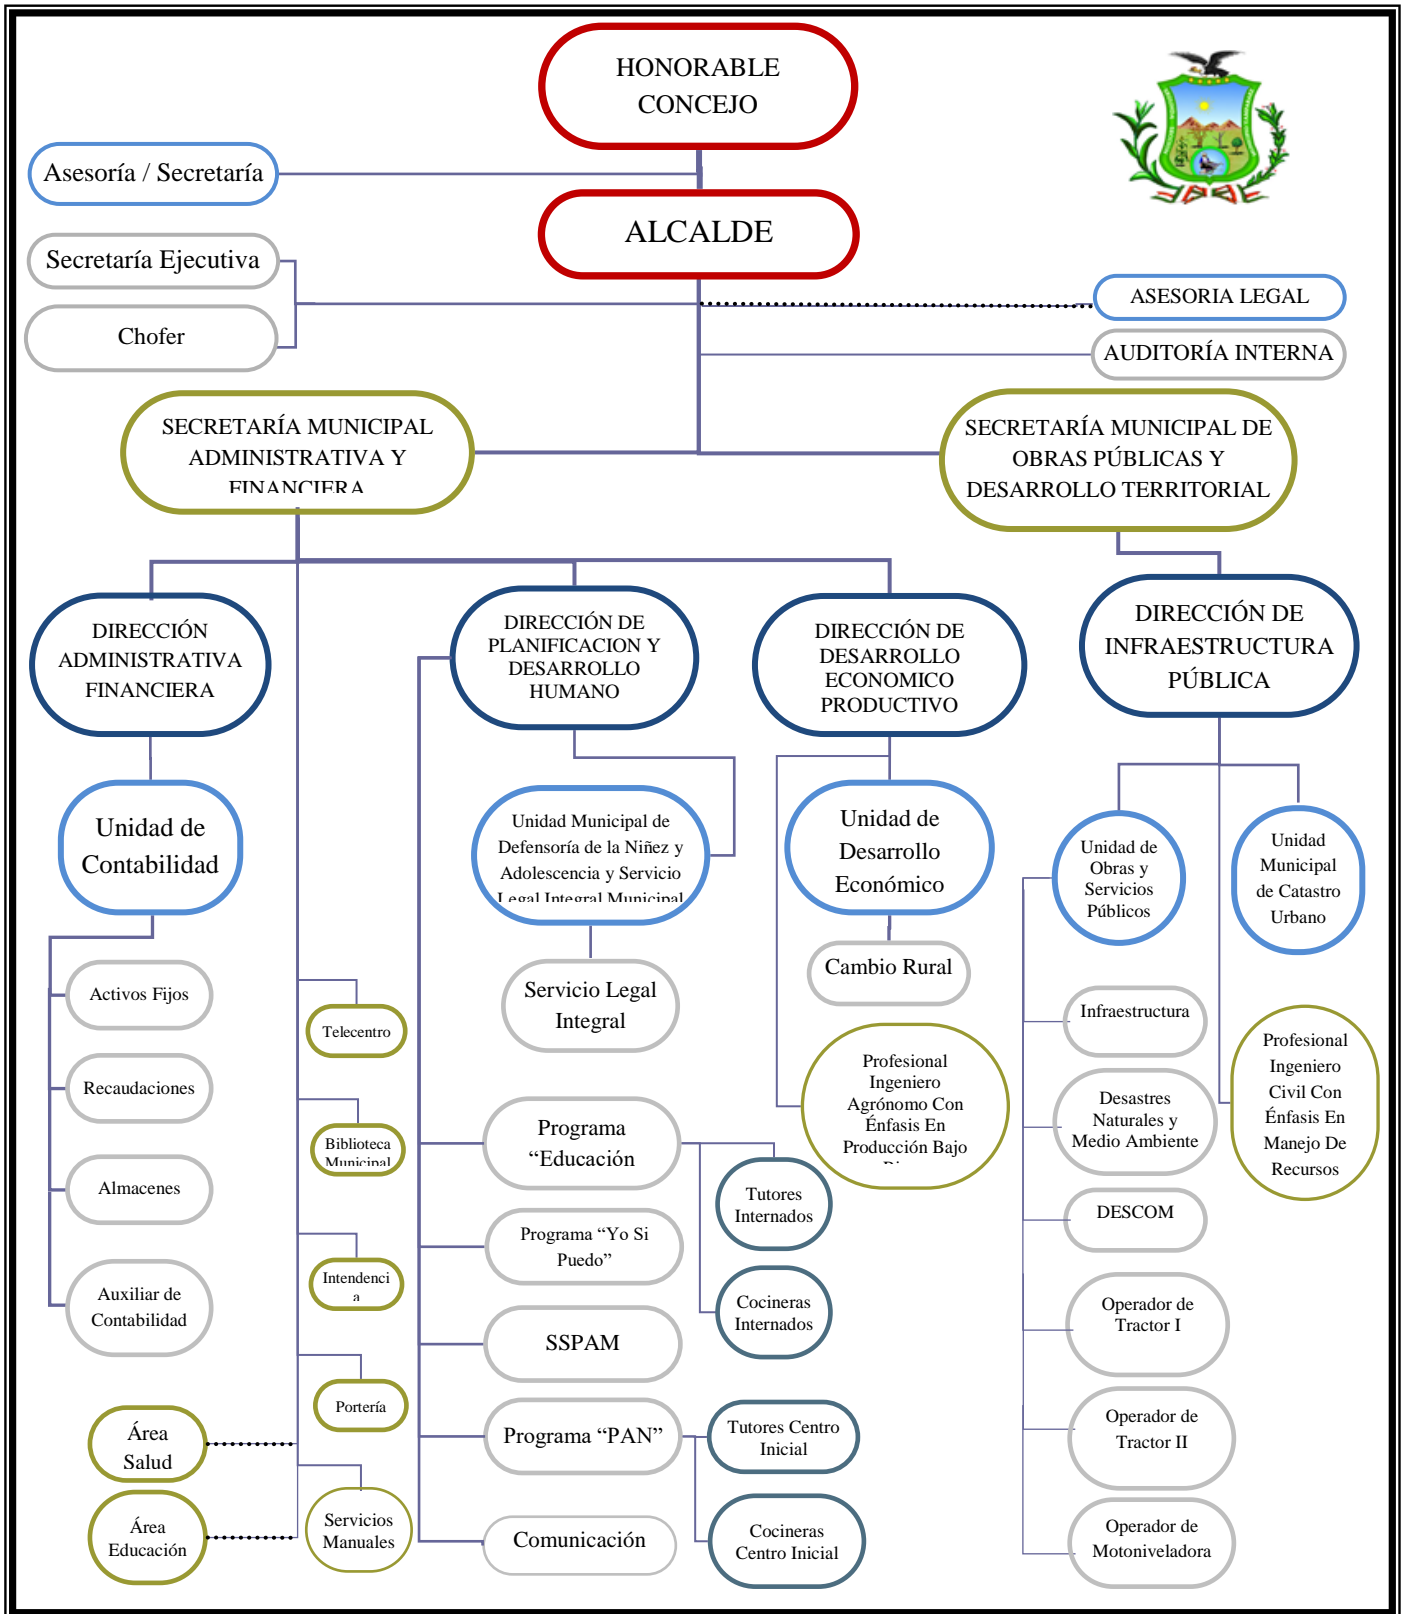 HONORABLE
CONCEJO
Asesoría / Secretaría
ALCALDE
Secretaría Ejecutiva
Chofer
ASESORIA LEGAL
AUDITORÍA INTERNA
SECRETARÍA MUNICIPAL
ADMINISTRATIVA Y
FINANCIERA
SECRETARÍA MUNICIPAL DE
OBRAS PÚBLICAS Y
DESARROLLO TERRITORIAL
DIRECCIÓN
ADMINISTRATIVA
FINANCIERA
DIRECCIÓN DE
PLANIFICACION Y
DESARROLLO
HUMANO
DIRECCIÓN DE
DESARROLLO
ECONOMICO
PRODUCTIVO
DIRECCIÓN DE
INFRAESTRUCTURA
PÚBLICA
Unidad de
Contabilidad
Unidad Municipal de
Defensoría de la Niñez y
Adolescencia y Servicio
Legal Integral Municipal
Unidad de
Desarrollo
Económico
Unidad de
Obras y
Servicios
Públicos
Unidad
Municipal
de Catastro
Urbano
Activos Fijos
Recaudaciones
Almacenes
Auxiliar de
Contabilidad
Telecentro
Biblioteca
Municipal
Intendenci
a
Portería
Servicios
Manuales
Área
Salud
Área
Educación
Servicio Legal
Integral
Programa
“Educación
Programa “Yo Si
Puedo”
SSPAM
Programa “PAN”
Comunicación
Tutores
Internados
Cocineras
Internados
Tutores Centro
Inicial
Cocineras
Centro Inicial
Cambio Rural
Profesional
Ingeniero
Agrónomo Con
Énfasis En
Producción Bajo
Infraestructura
Desastres
Naturales y
Medio Ambiente
DESCOM
Operador de
Tractor I
Operador de
Tractor II
Operador de
Motoniveladora
Profesional
Ingeniero
Civil Con
Énfasis En
Manejo De
Recursos